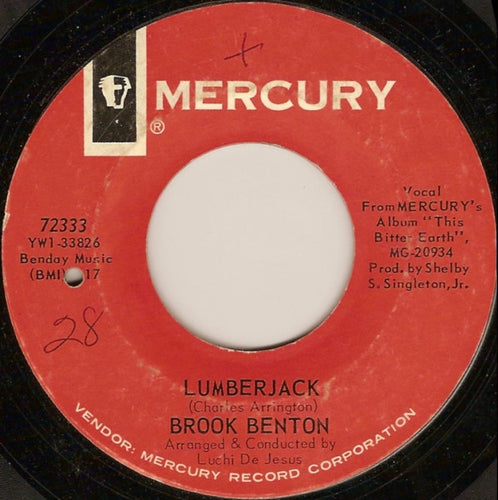 +
MERCURY
®
72333
YW1-33826
Benday Music
(BMI) 17
28
Vocal
From MERCURY's
Album "This
Bitter Earth",
MG-20934
Prod. by Shelby
S. Singleton, Jr.
LUMBERJACK
(Charles Arrington)
BROOK BENTON
Arranged & Conducted by
Luchi De Jesus
VENDOR: MERCURY RECORD CORPORATION